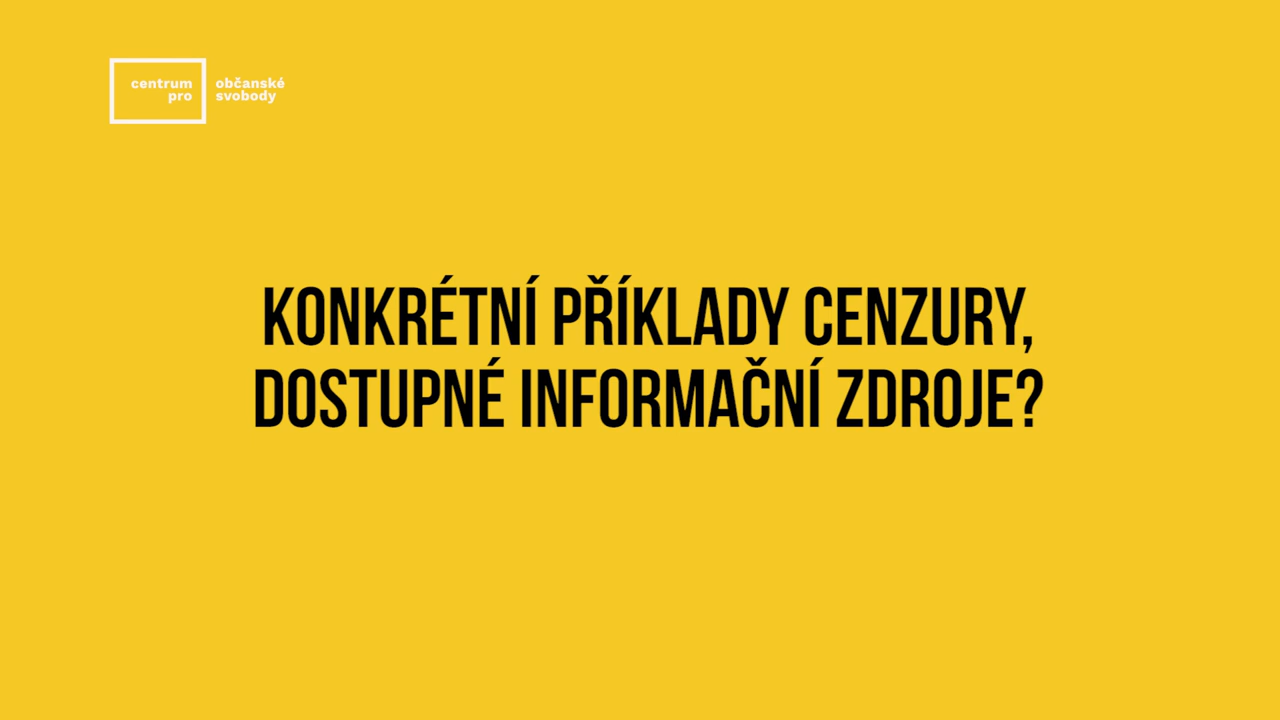 centrum
pro
občanské
svobody
KONKRÉTNÍ PŘÍKLADY CENZURY,
DOSTUPNÉ INFORMAČNÍ ZDROJE?